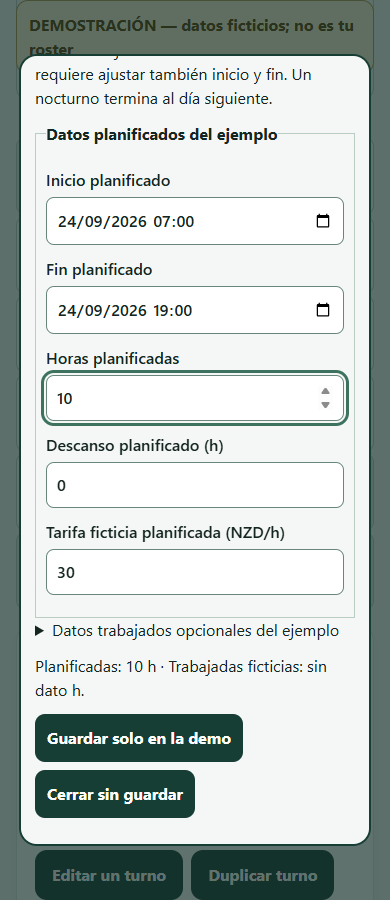 DEMOSTRACIÓN — datos ficticios; no es tu
roster
requiere ajustar también inicio y fin. Un
nocturno termina al día siguiente.
Datos planificados del ejemplo
Inicio planificado
24/09/2026 07:00
Fin planificado
24/09/2026 19:00
Horas planificadas
10
Descanso planificado (h)
0
Tarifa ficticia planificada (NZD/h)
30
Datos trabajados opcionales del ejemplo
Planificadas: 10 h · Trabajadas ficticias: sin
dato h.
Guardar solo en la demo
Cerrar sin guardar
Editar un turno
Duplicar turno